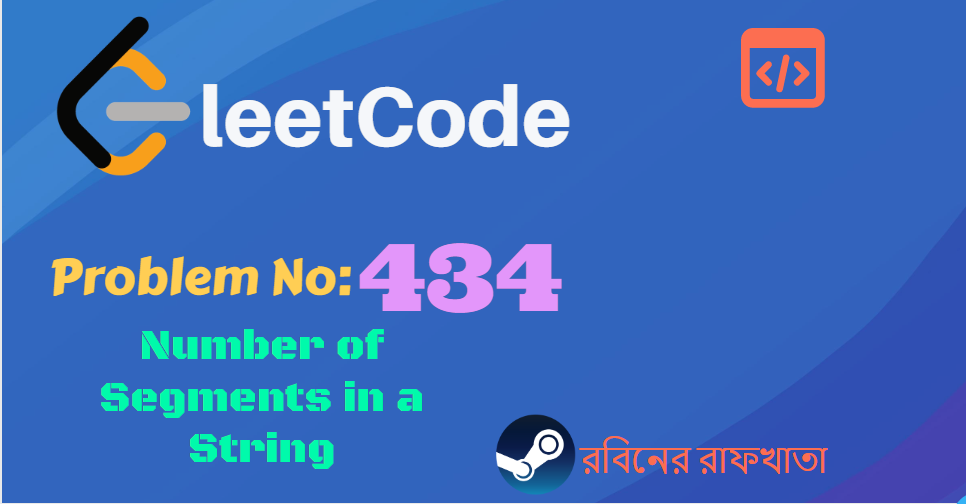 leetCode
</>
Problem No: 434
Number of
Segments in a
String
রবিনের রাফখাতা